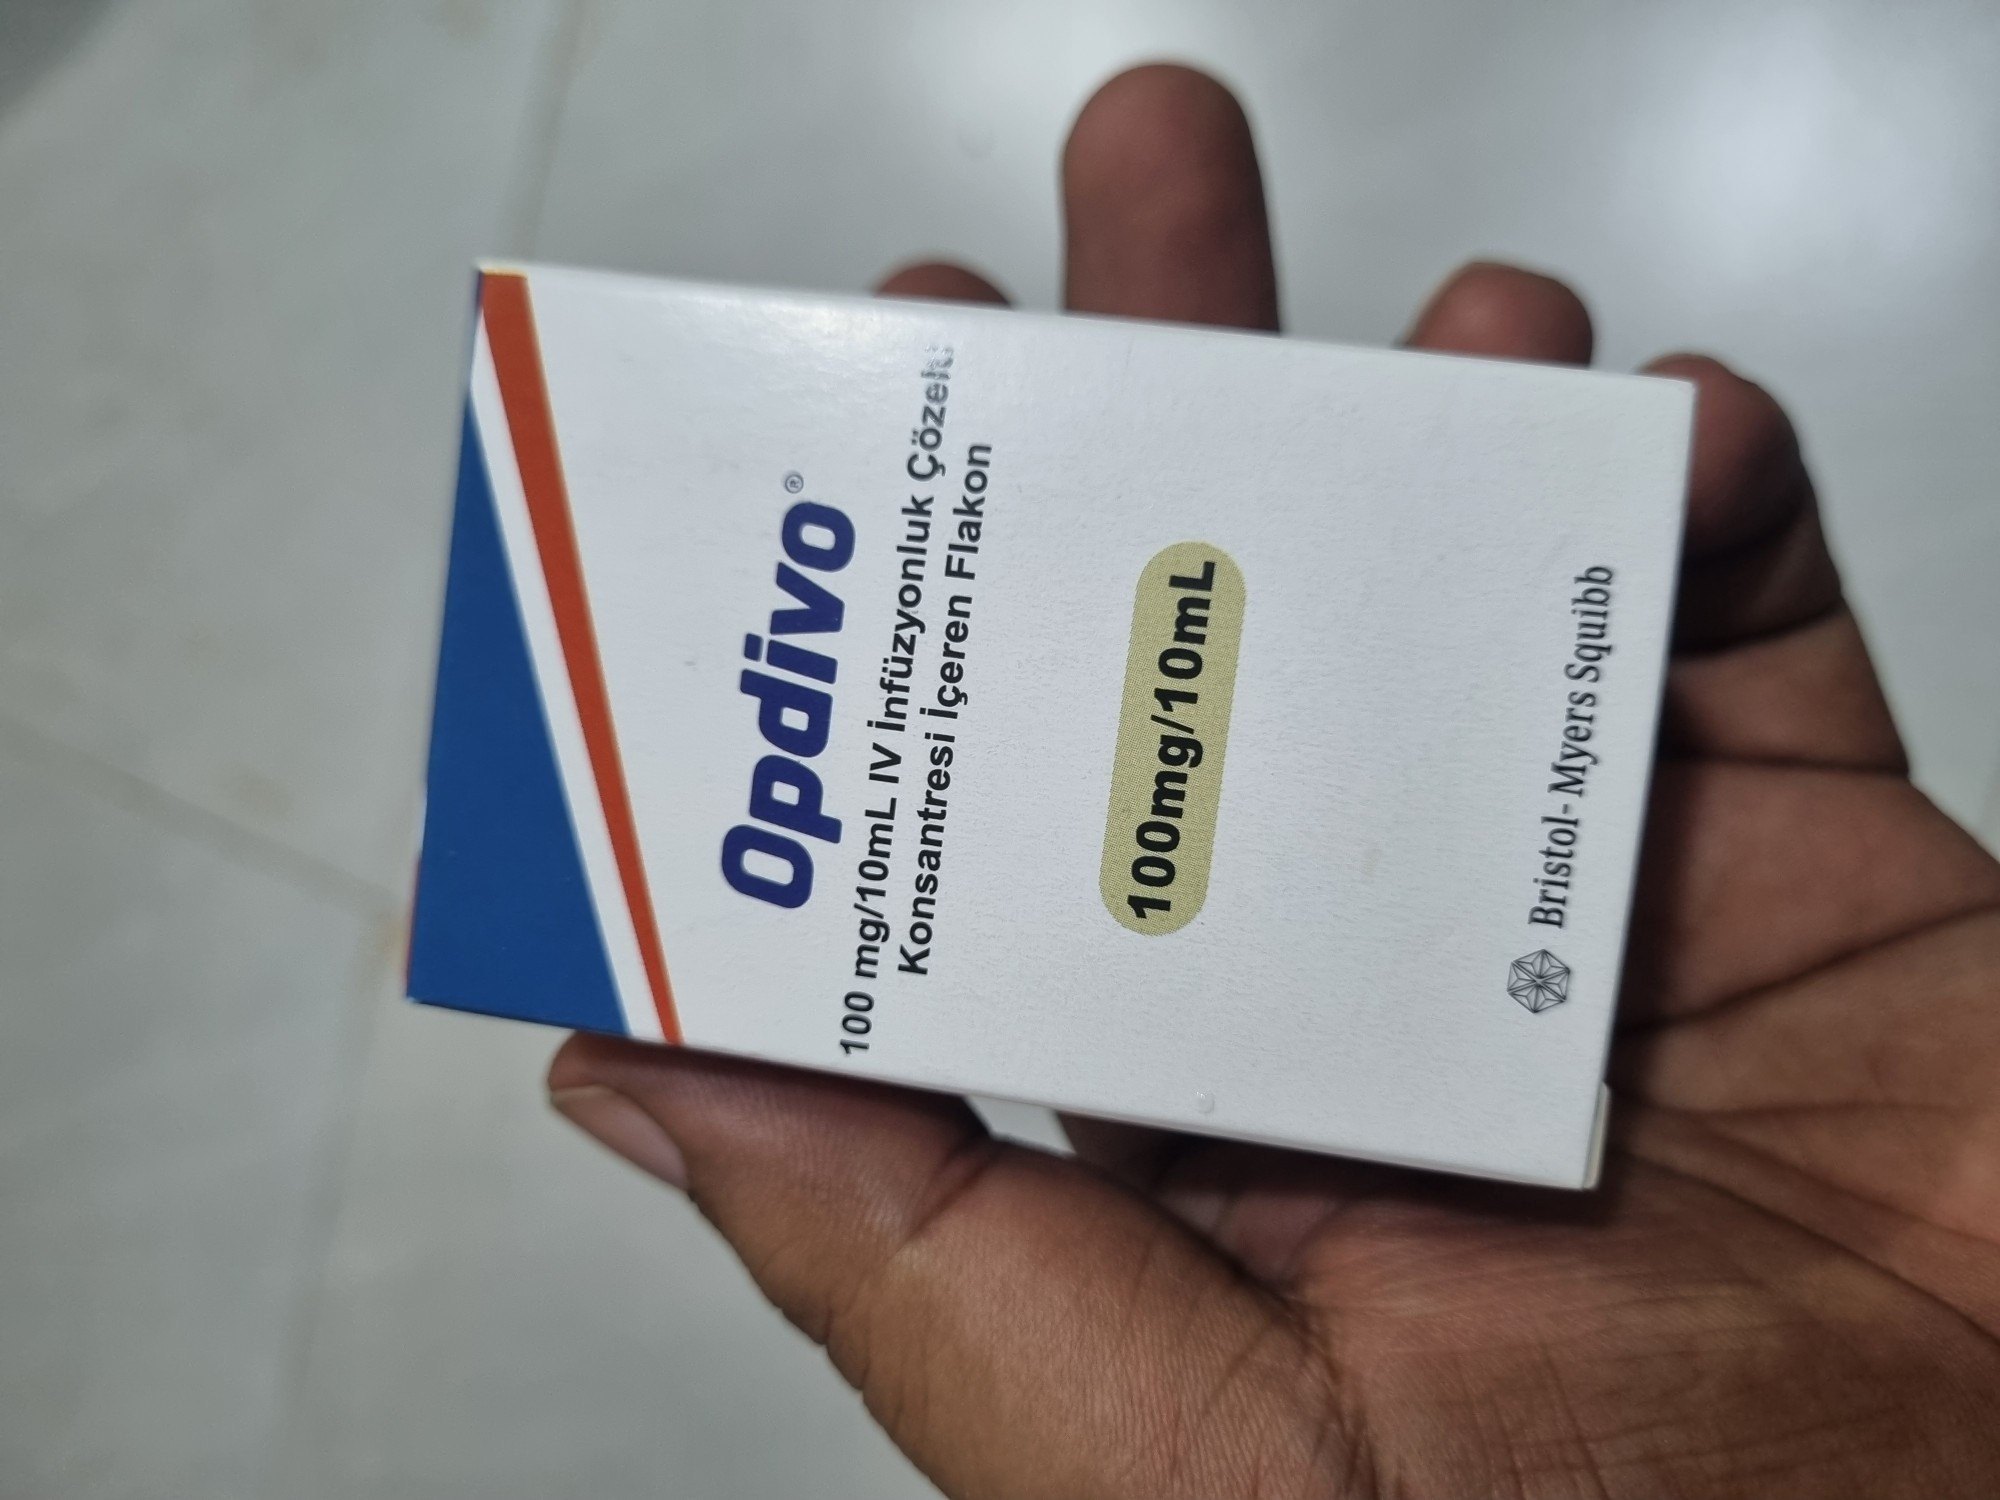 Opdivo®
100 mg/10mL IV İnfüzyonluk Çözelti
Konsantresi İçeren Flakon
100mg/10mL
Bristol-Myers Squibb